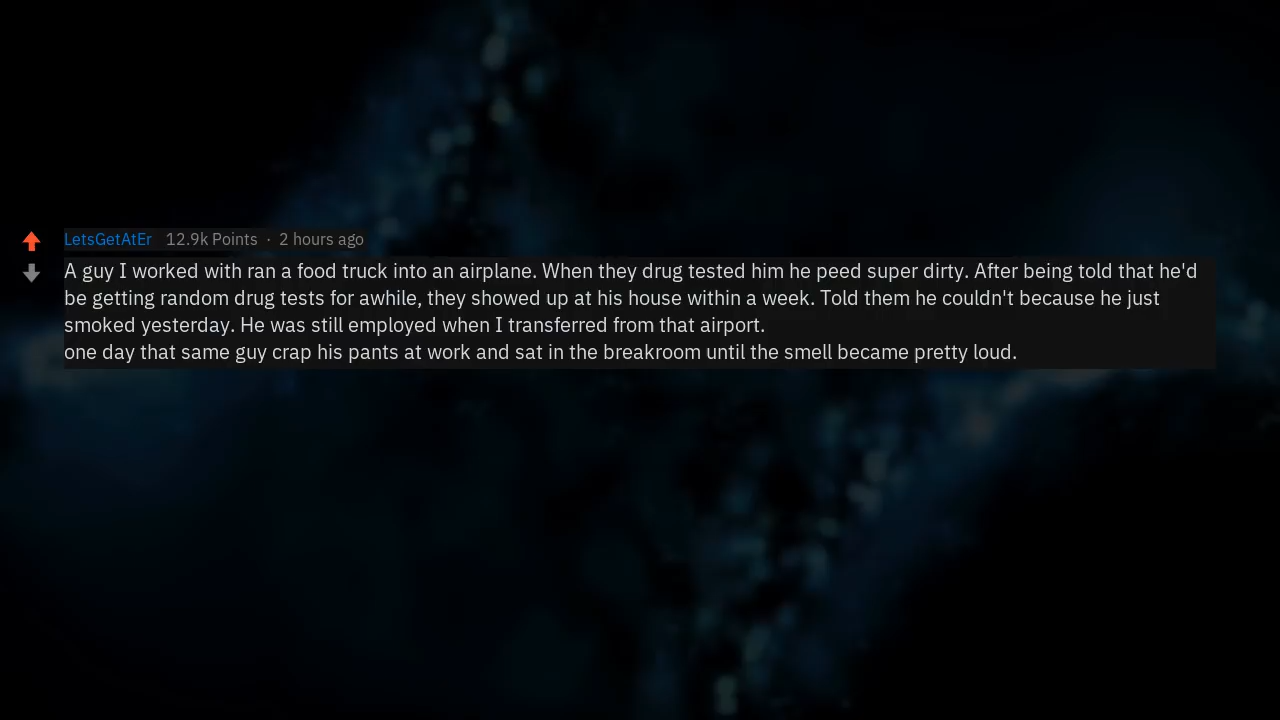 LetsGetAtEr 12.9k Points · 2 hours ago
A guy I worked with ran a food truck into an airplane. When they drug tested him he peed super dirty. After being told that he'd
be getting random drug tests for awhile, they showed up at his house within a week. Told them he couldn't because he just
smoked yesterday. He was still employed when I transferred from that airport.
one day that same guy crap his pants at work and sat in the breakroom until the smell became pretty loud.